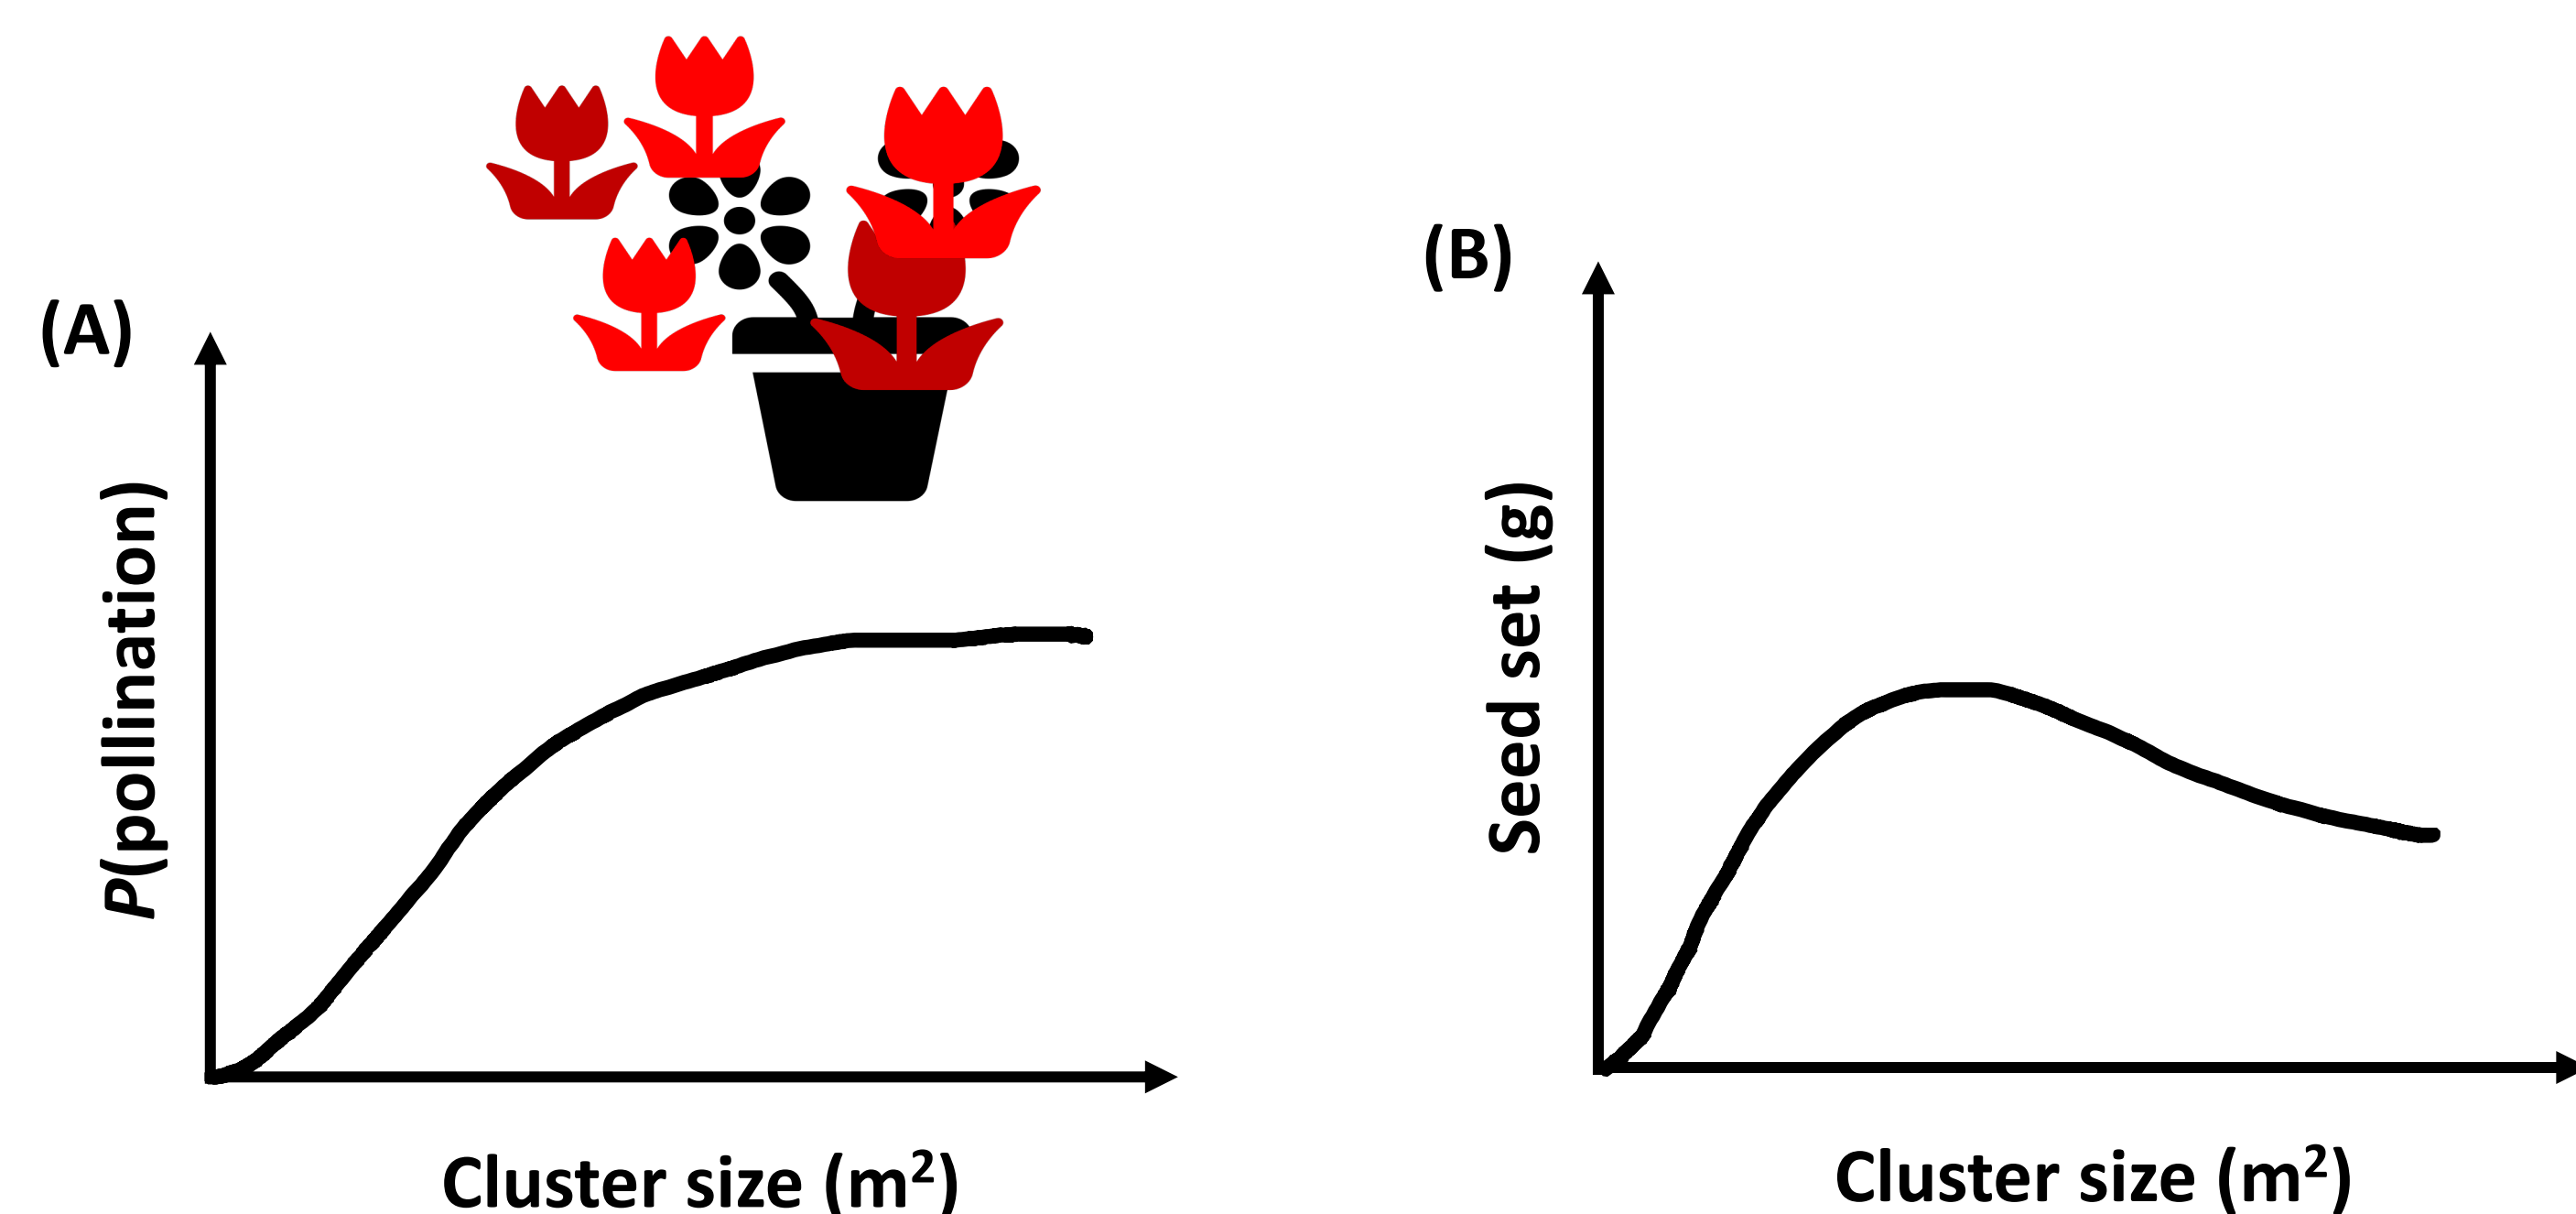 (A)
P(pollination)
Cluster size (m²)
(B)
Seed set (g)
Cluster size (m²)